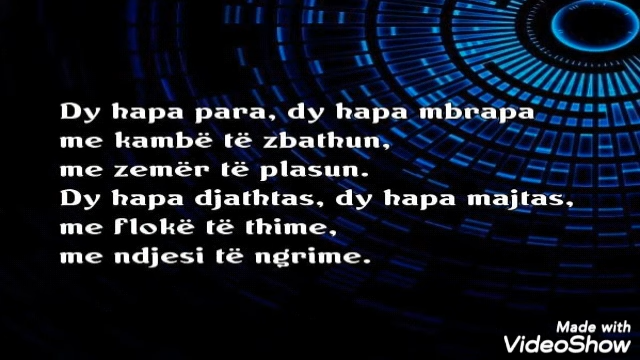 Dy hapa para, dy hapa mbrapa
me kambë të zbathun,
me zemër të plasun.
Dy hapa djathtas, dy hapa majtas,
me flokë të thime,
me ndjesi të ngrime.
Made with
VideoShow